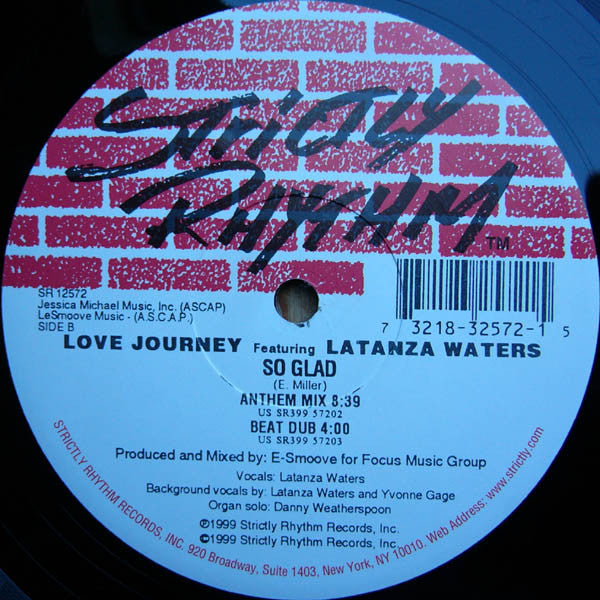 STRICTLY
RHYTHM™
SR 12572
Jessica Michael Music, Inc. (ASCAP)
LeSmoove Music - (A.S.C.A.P.)
SIDE B
7 3218-32572-1 5
LOVE JOURNEY Featuring LATANZA WATERS
SO GLAD
(E. Miller)
ANTHEM MIX 8:39
US SR399 57202
BEAT DUB 4:00
US SR399 57203
Produced and Mixed by: E-Smoove for Focus Music Group
Vocals: Latanza Waters
Background vocals by: Latanza Waters and Yvonne Gage
Organ solo: Danny Weatherspoon
℗1999 Strictly Rhythm Records, Inc.
©1999 Strictly Rhythm Records, Inc.
STRICTLY RHYTHM RECORDS, INC. 920 Broadway, Suite 1403, New York, NY, 10010. Web Address: www.strictly.com